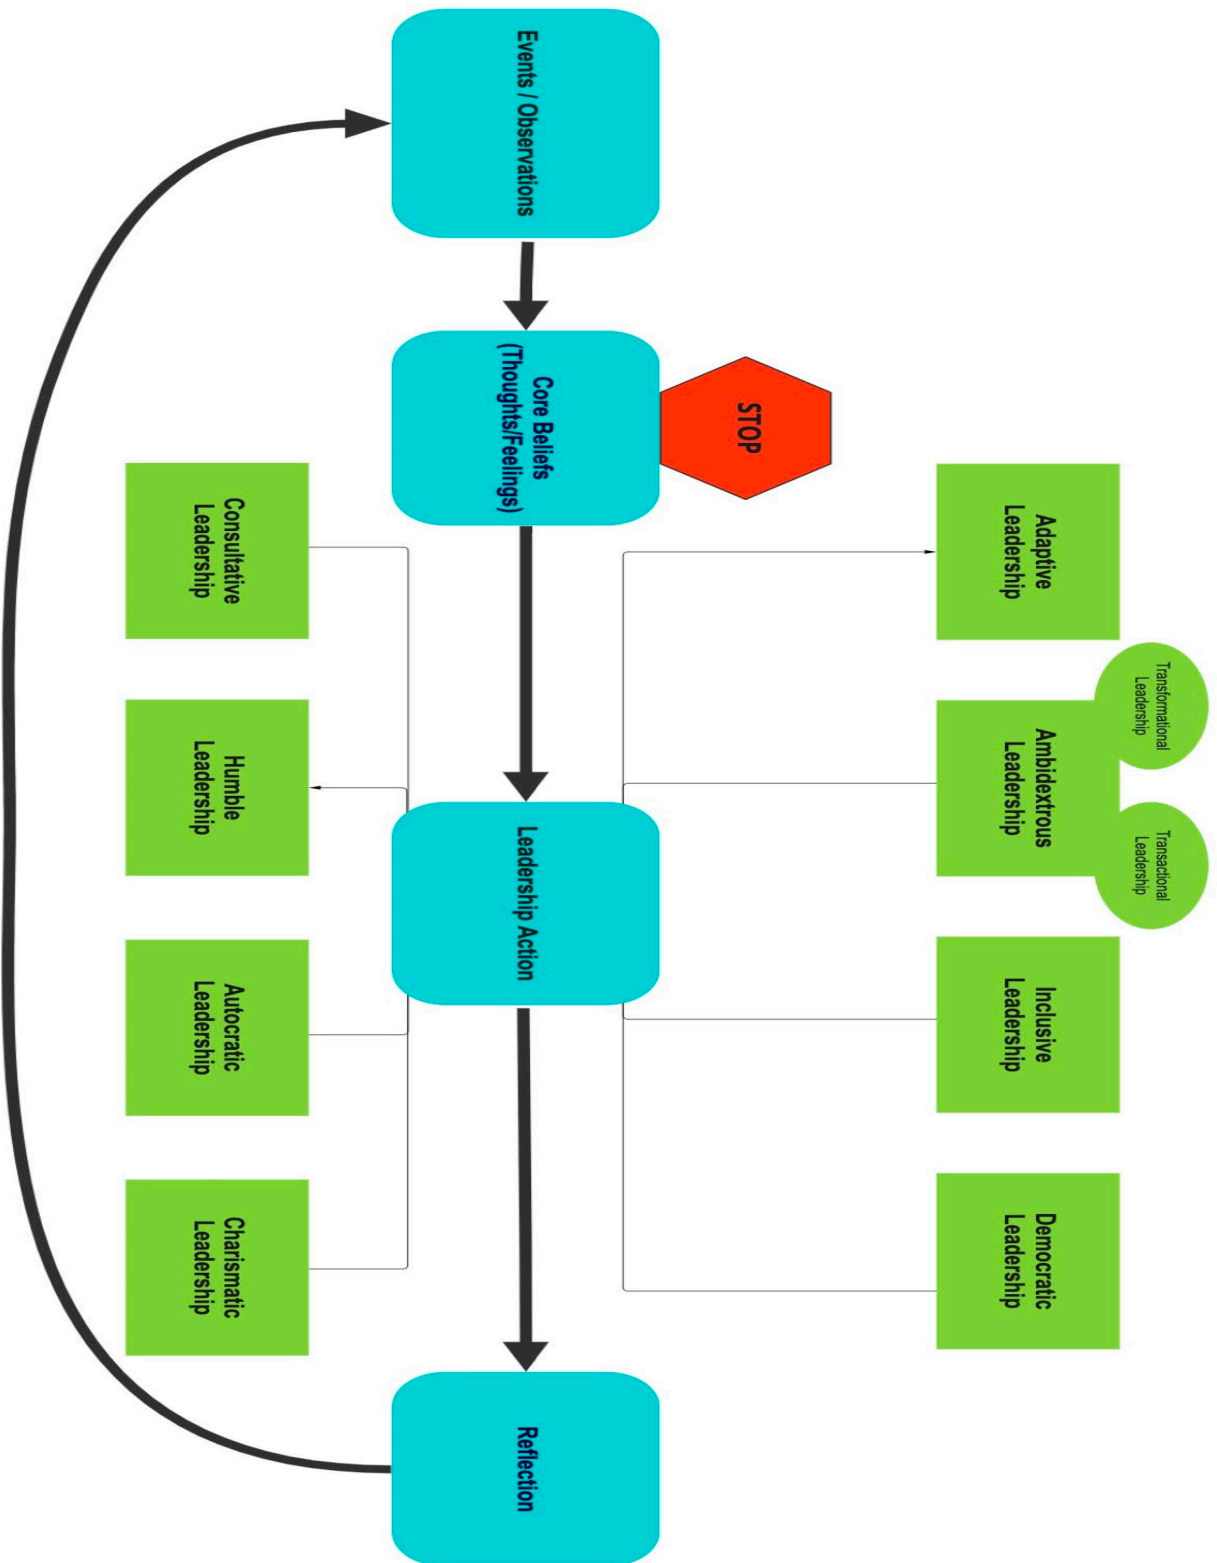 Transformational
Leadership
Transactional
Leadership
Adaptive
Leadership
Ambidextrous
Leadership
Inclusive
Leadership
Democratic
Leadership
STOP
Events / Observations
Core Beliefs
(Thoughts/Feelings)
Leadership Action
Reflection
Consultative
Leadership
Humble
Leadership
Autocratic
Leadership
Charismatic
Leadership